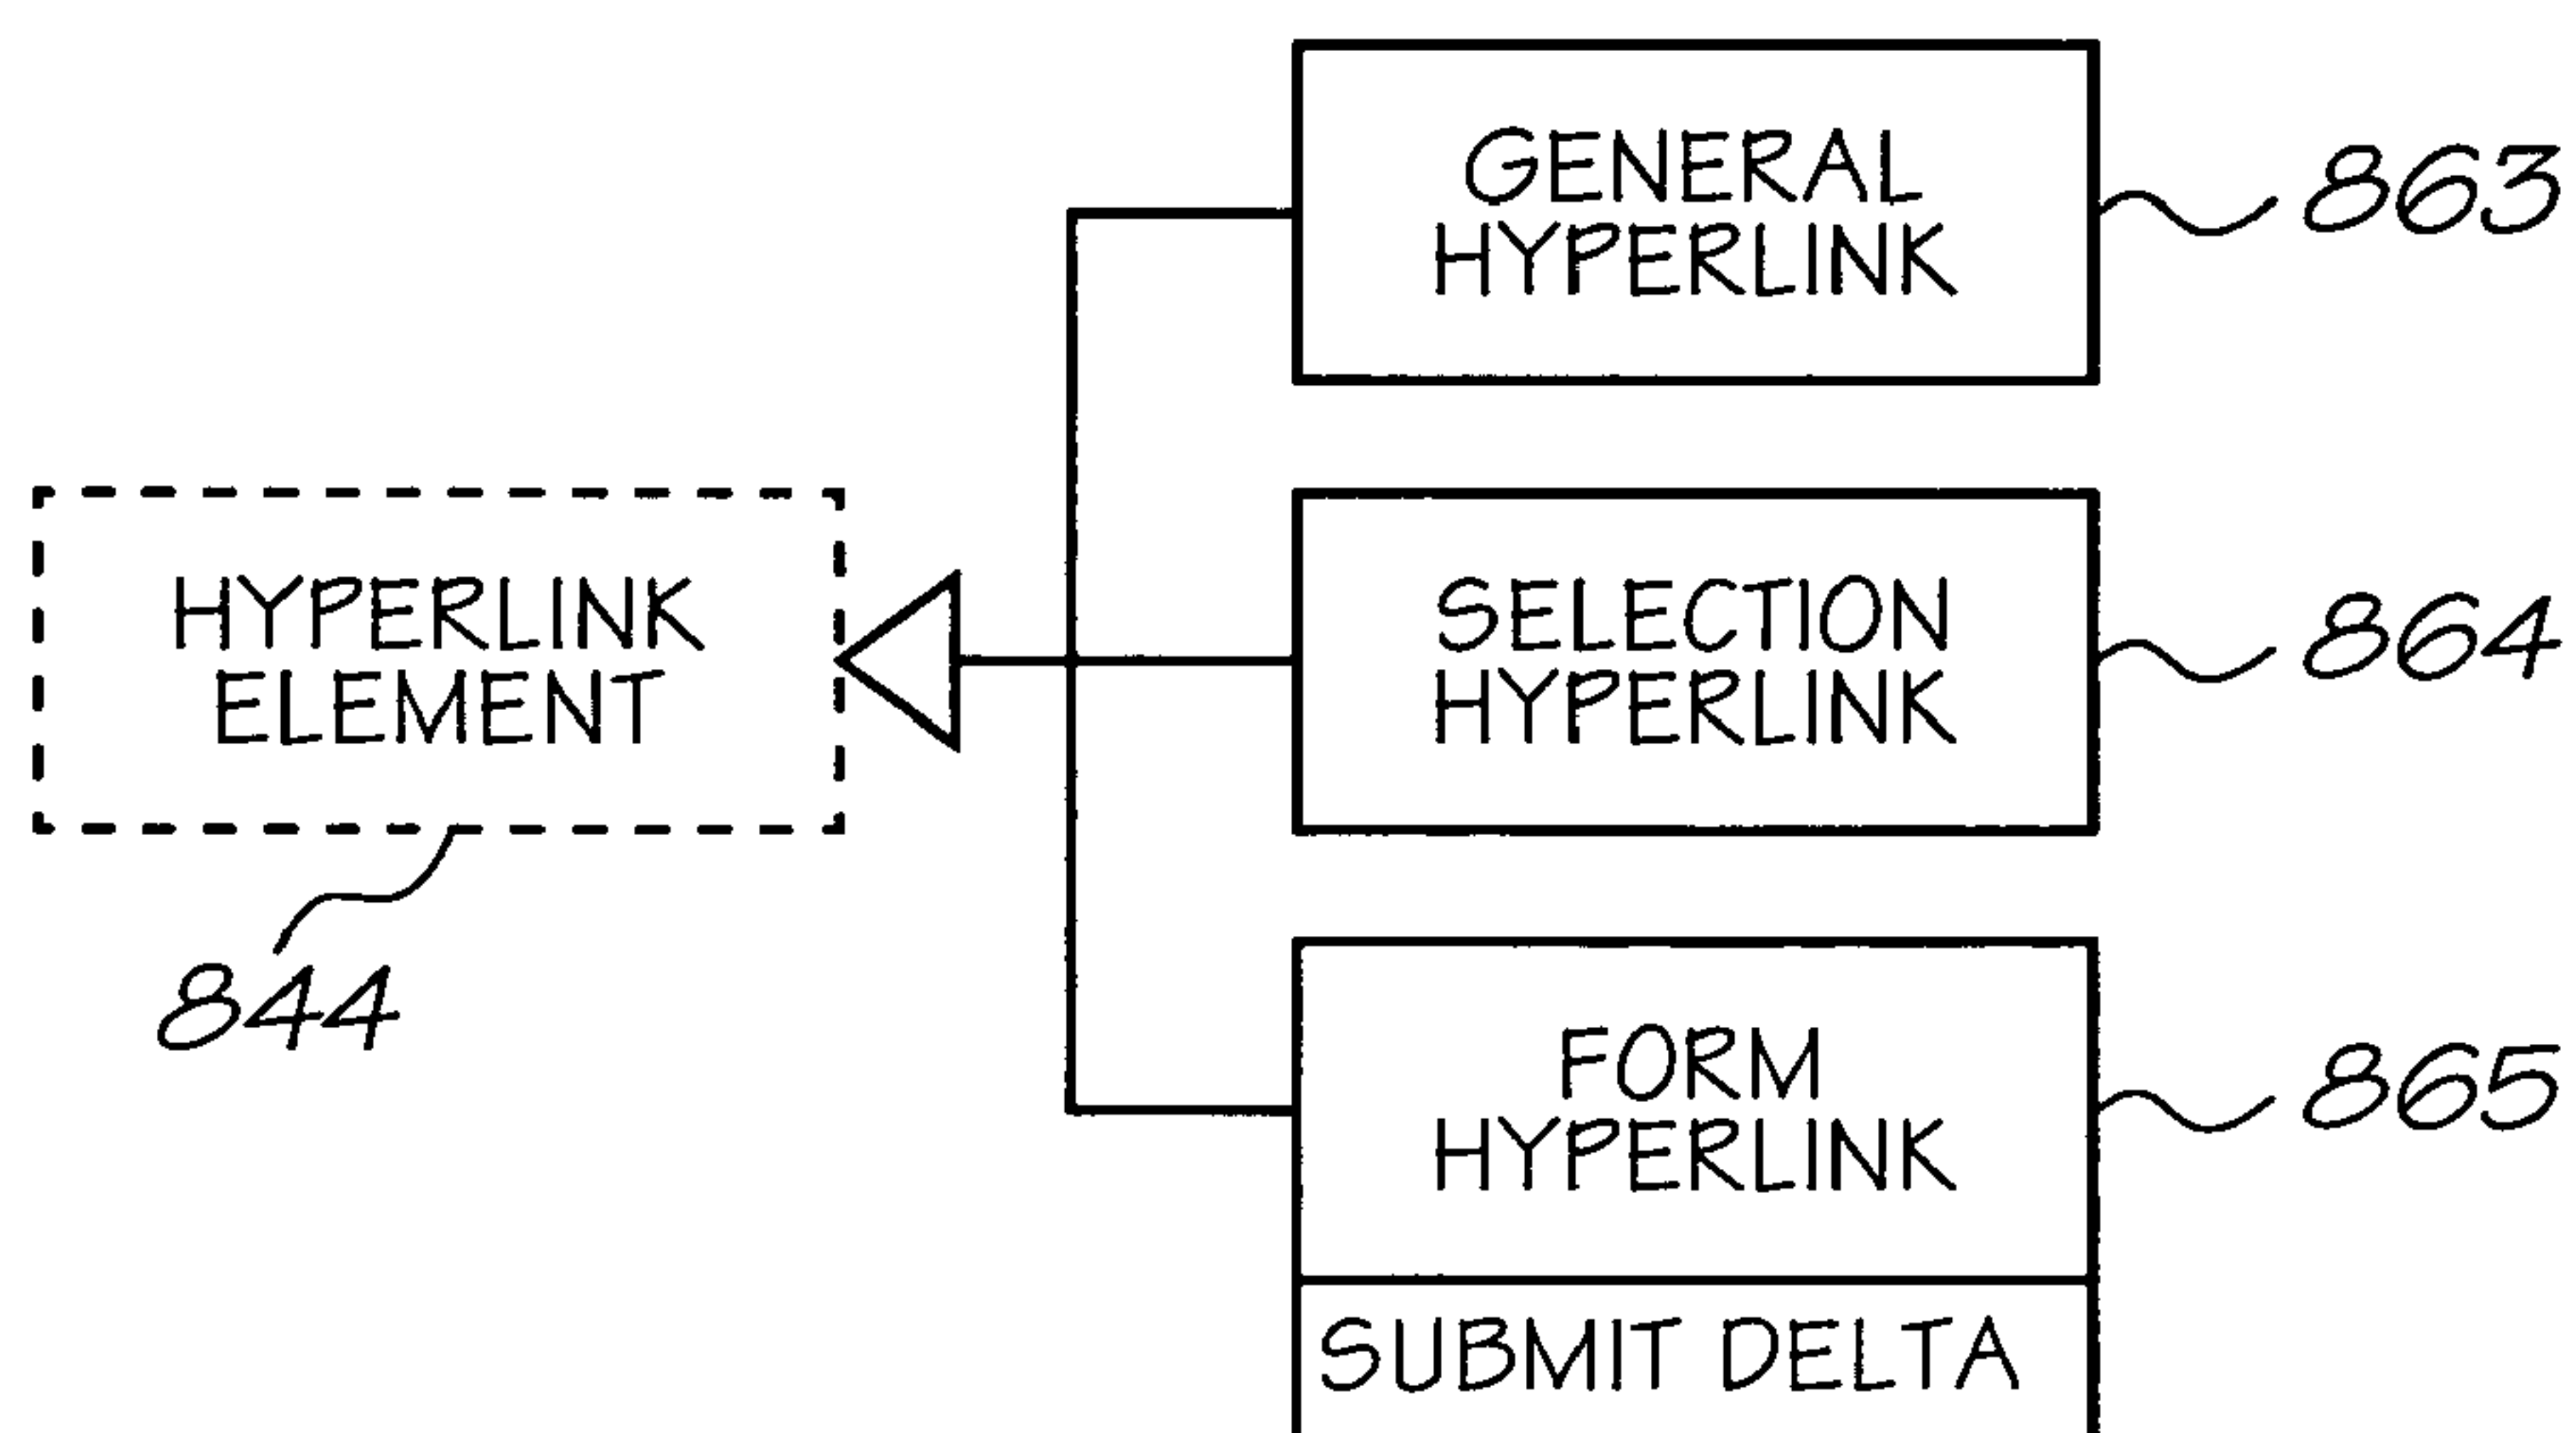 GENERAL
HYPERLINK
863
HYPERLINK
ELEMENT
844
SELECTION
HYPERLINK
864
FORM
HYPERLINK
865
SUBMIT DELTA